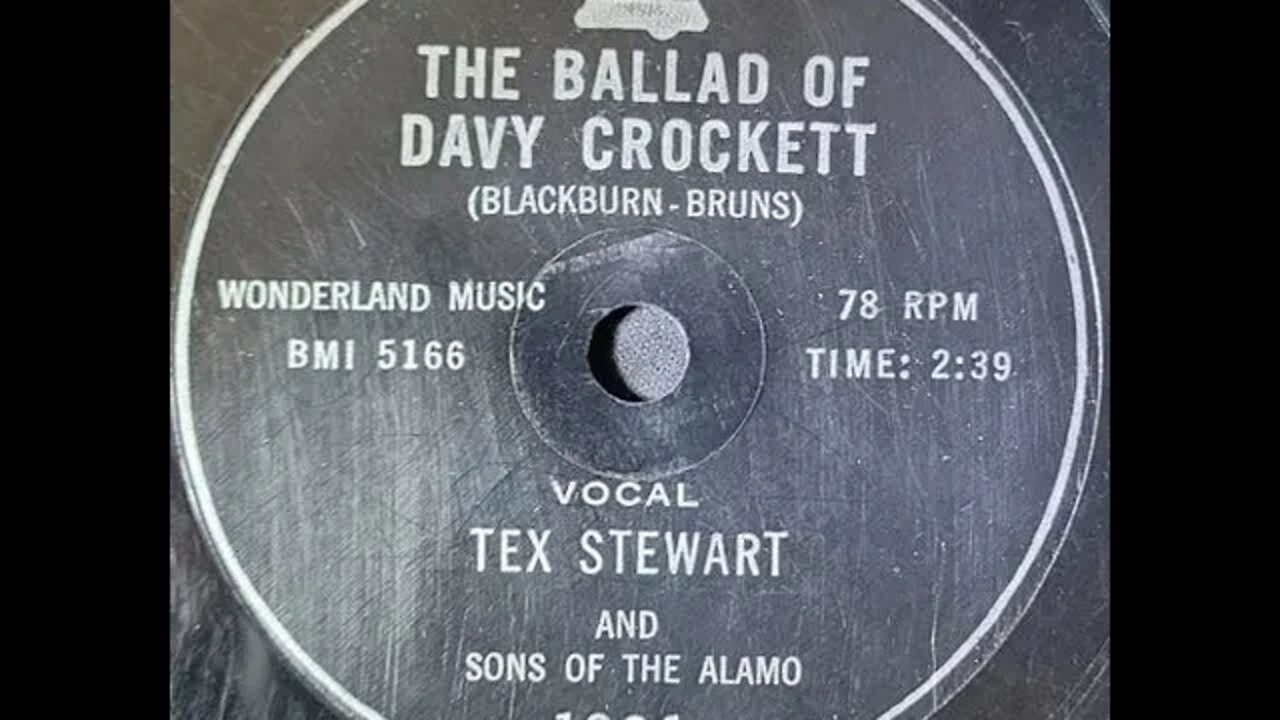 THE BALLAD OF
DAVY CROCKETT
(BLACKBURN-BRUNS)
WONDERLAND MUSIC
BMI 5166
78 RPM
TIME: 2:39
VOCAL
TEX STEWART
AND
SONS OF THE ALAMO